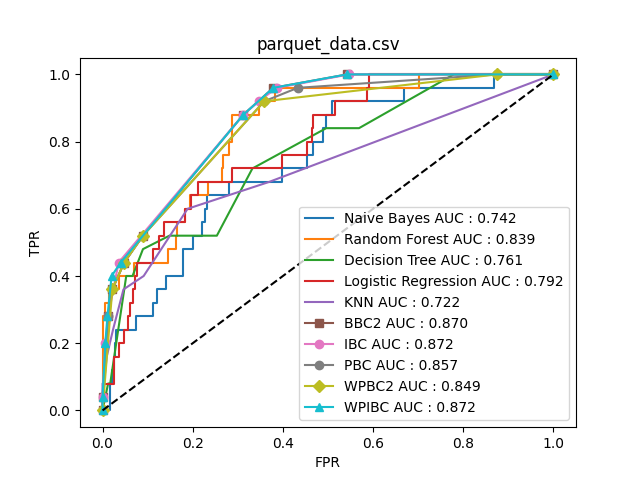 parquet_data.csv
TPR
1.0
0.8
0.6
0.4
0.2
0.0
Naive Bayes AUC : 0.742
Random Forest AUC : 0.839
Decision Tree AUC : 0.761
Logistic Regression AUC : 0.792
KNN AUC : 0.722
BBC2 AUC : 0.870
IBC AUC : 0.872
PBC AUC : 0.857
WPBC2 AUC : 0.849
WPIBC AUC : 0.872
0.0 0.2 0.4 0.6 0.8 1.0
FPR